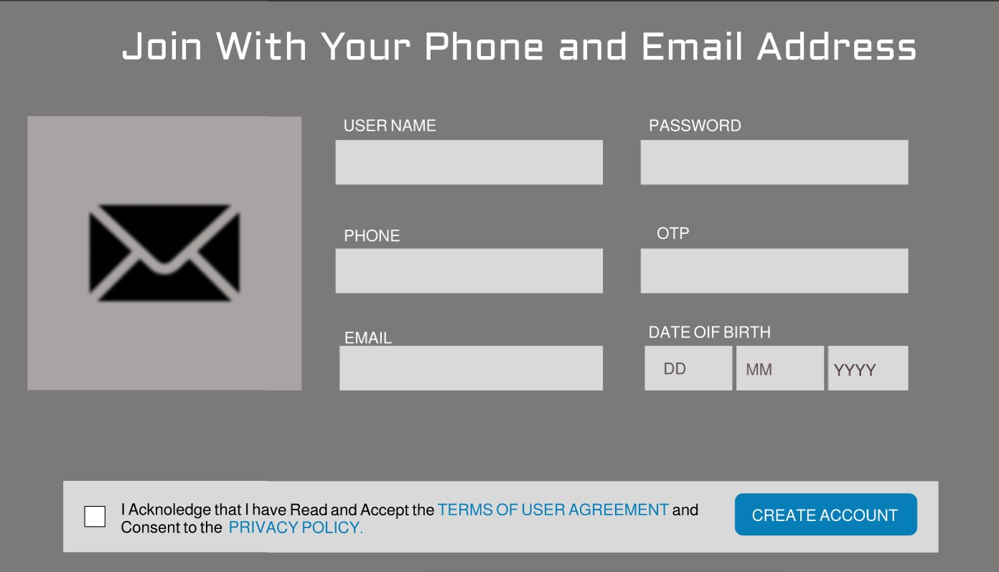 Join With Your Phone and Email Address
USER NAME
PASSWORD
PHONE
OTP
EMAIL
DATE OIF BIRTH
DD
MM
YYYY
I Acknoledge that I have Read and Accept the TERMS OF USER AGREEMENT and
Consent to the PRIVACY POLICY.
CREATE ACCOUNT